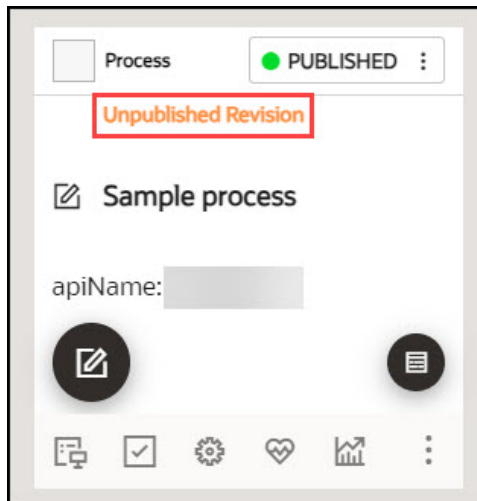 Process
PUBLISHED
Unpublished Revision
Sample process
apiName: